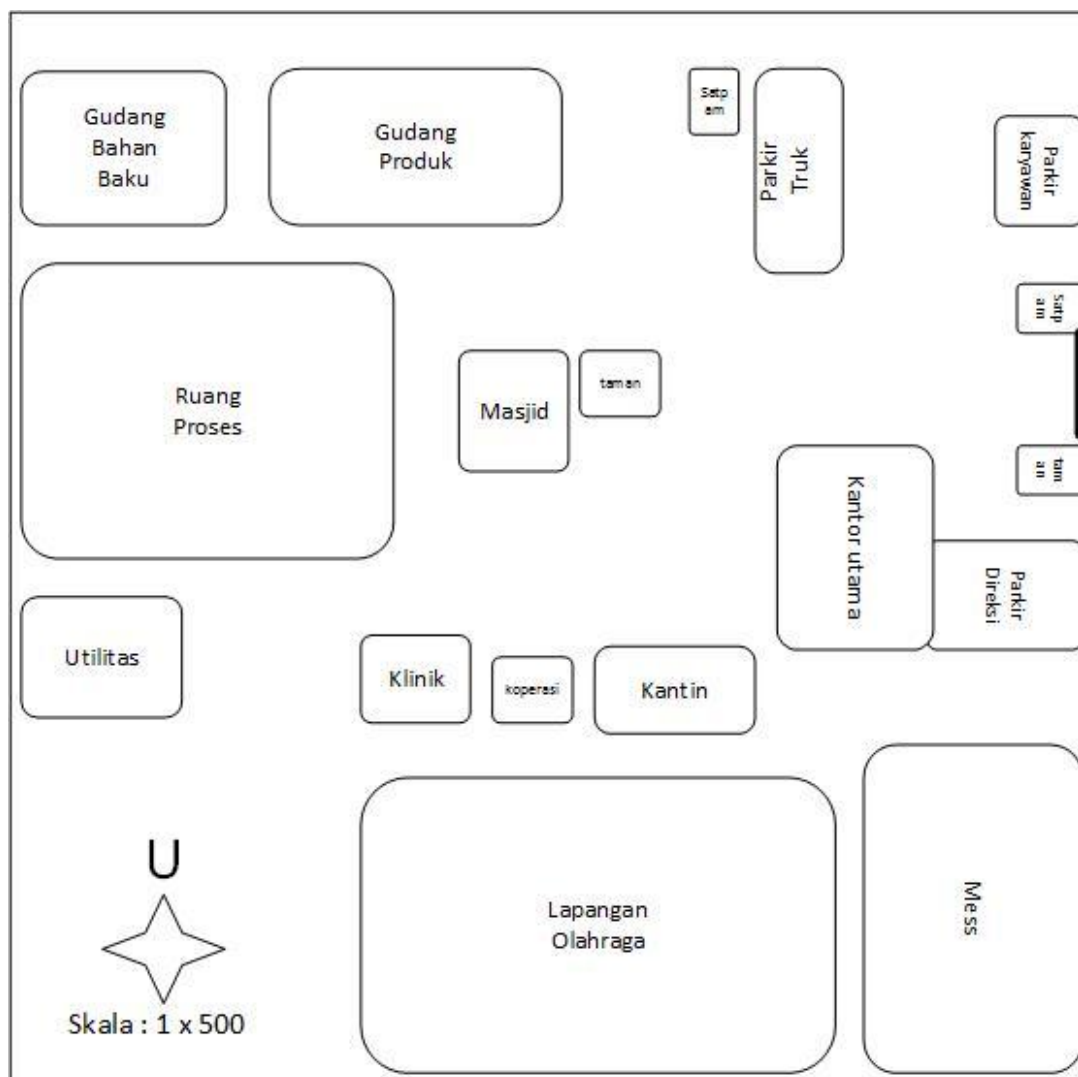 Gudang
Bahan
Baku
Gudang
Produk
Satp
am
Parkir
Truk
Parkir
karyawan
Satp
am
Ruang
Proses
Masjid
taman
tam
an
Kantor utama
Parkir
Direksi
Utilitas
Klinik
koperasi
Kantin
U
Skala : 1 x 500
Lapangan
Olahraga
Mess